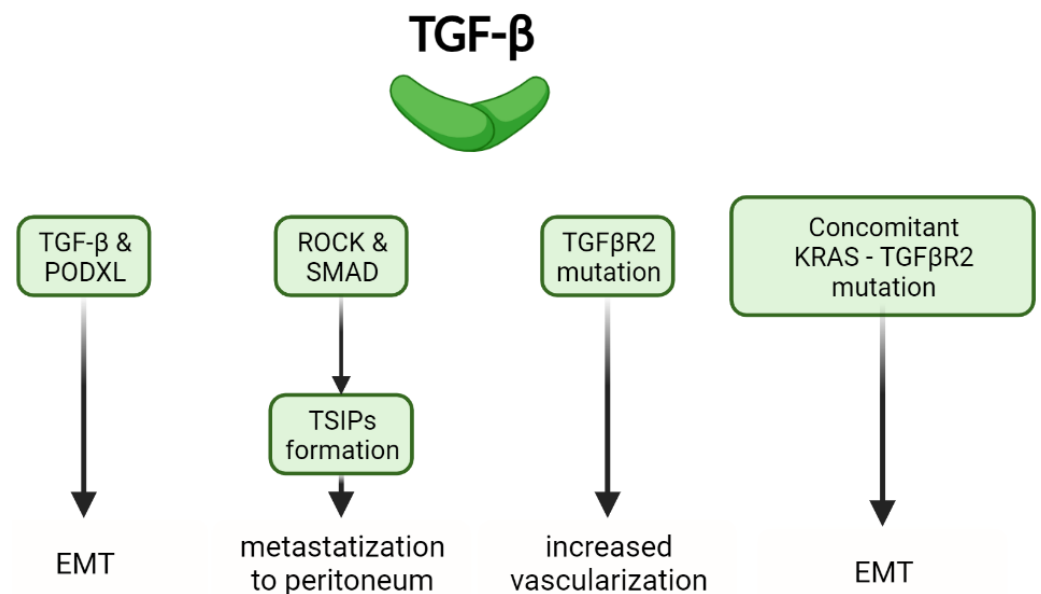 TGF-β
TGF-β &
PODXL
ROCK &
SMAD
TGFβR2
mutation
Concomitant
KRAS - TGFβR2
mutation
TSIPs
formation
EMT
metastatization
to peritoneum
increased
vascularization
EMT